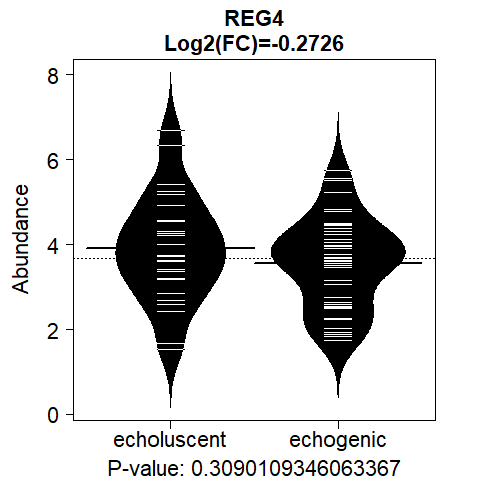 REG4
Log2(FC)=-0.2726
8
6
4
2
0
Abundance
echoluscent echogenic
P-value: 0.3090109346063367